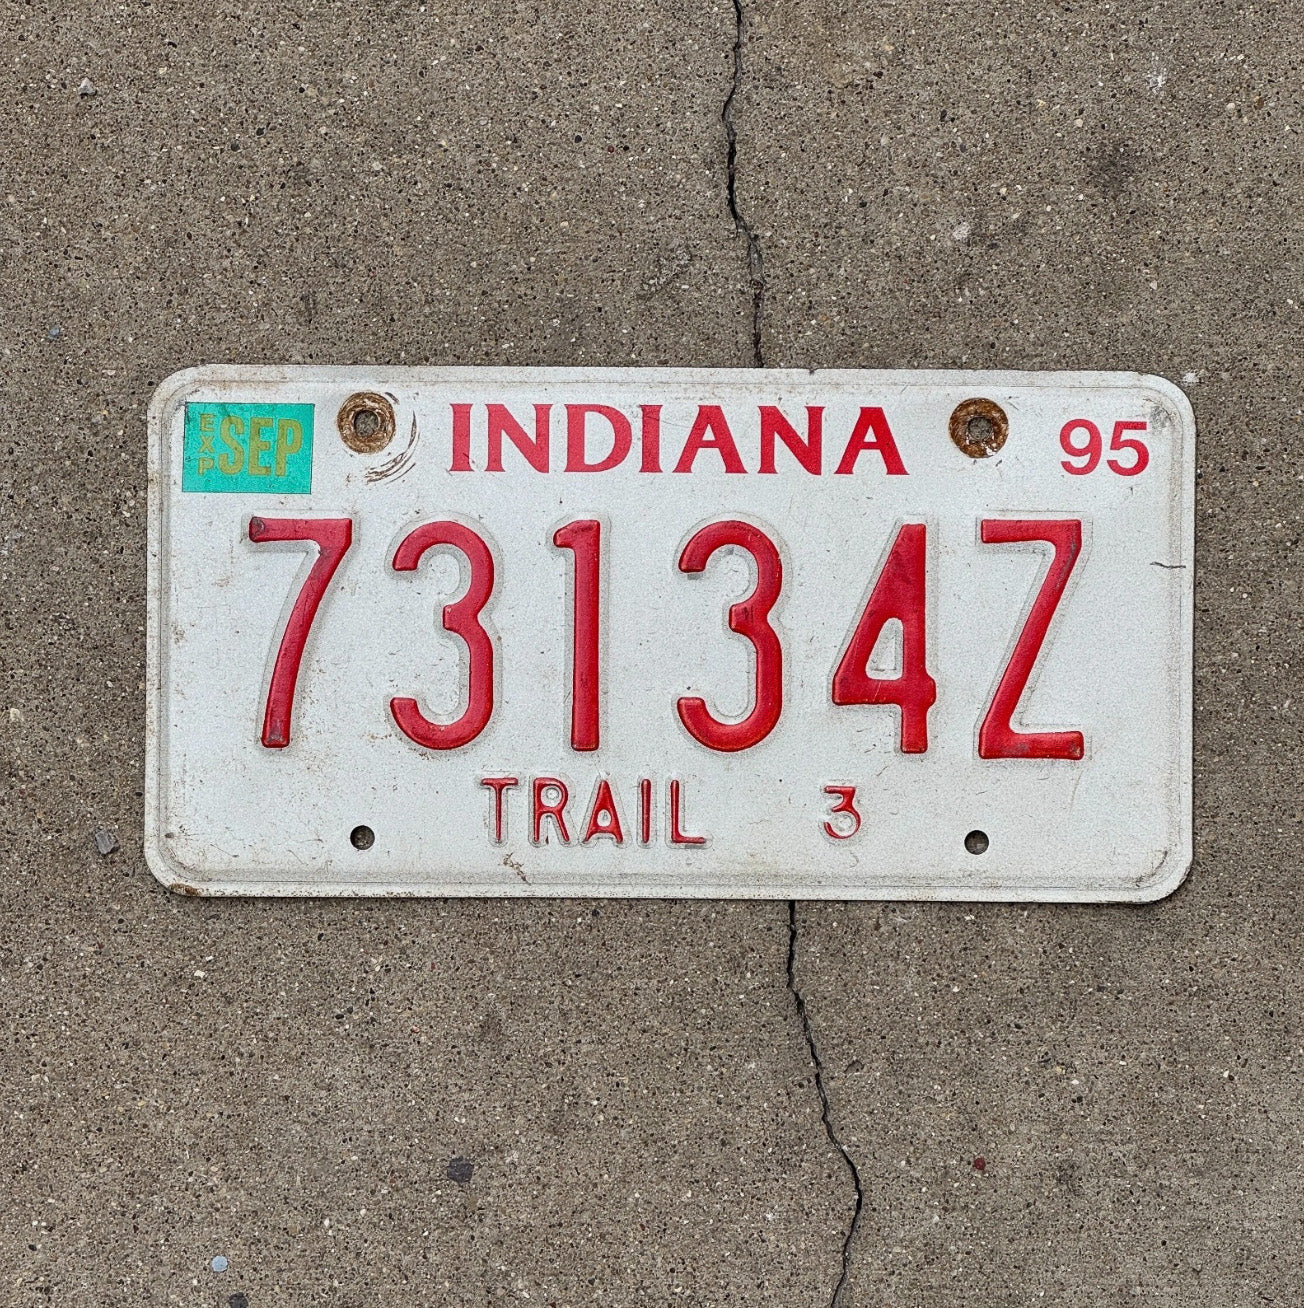 EXP SEP INDIANA 95
73134Z
TRAIL 3